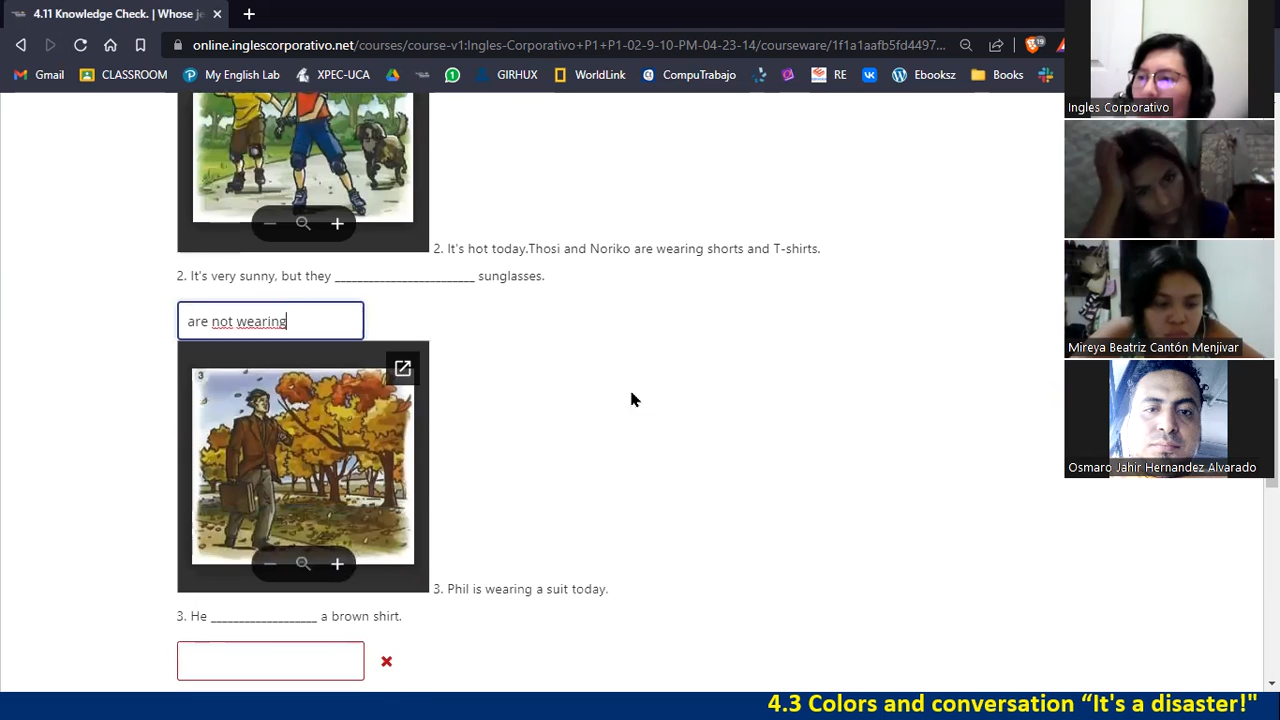 4.11 Knowledge Check. | Whose je
online.inglescorporativo.net/courses/course-v1:Ingles-Corporativo+P1+P1-02-9-10-PM-04-23-14/courseware/1f1a1aafb5fd4497...
19
Gmail CLASSROOM My English Lab XPEC-UCA GIRHUX WorldLink CompuTrabajo RE Ebooksz Books
Ingles Corporativo
2. It's hot today.Thosi and Noriko are wearing shorts and T-shirts.
2. It's very sunny, but they ________________________ sunglasses.
are not wearing
Mireya Beatriz Cantón Menjivar
3
Osmaro Jahir Hernandez Alvarado
3. Phil is wearing a suit today.
3. He __________________ a brown shirt.
4.3 Colors and conversation “It's a disaster!"